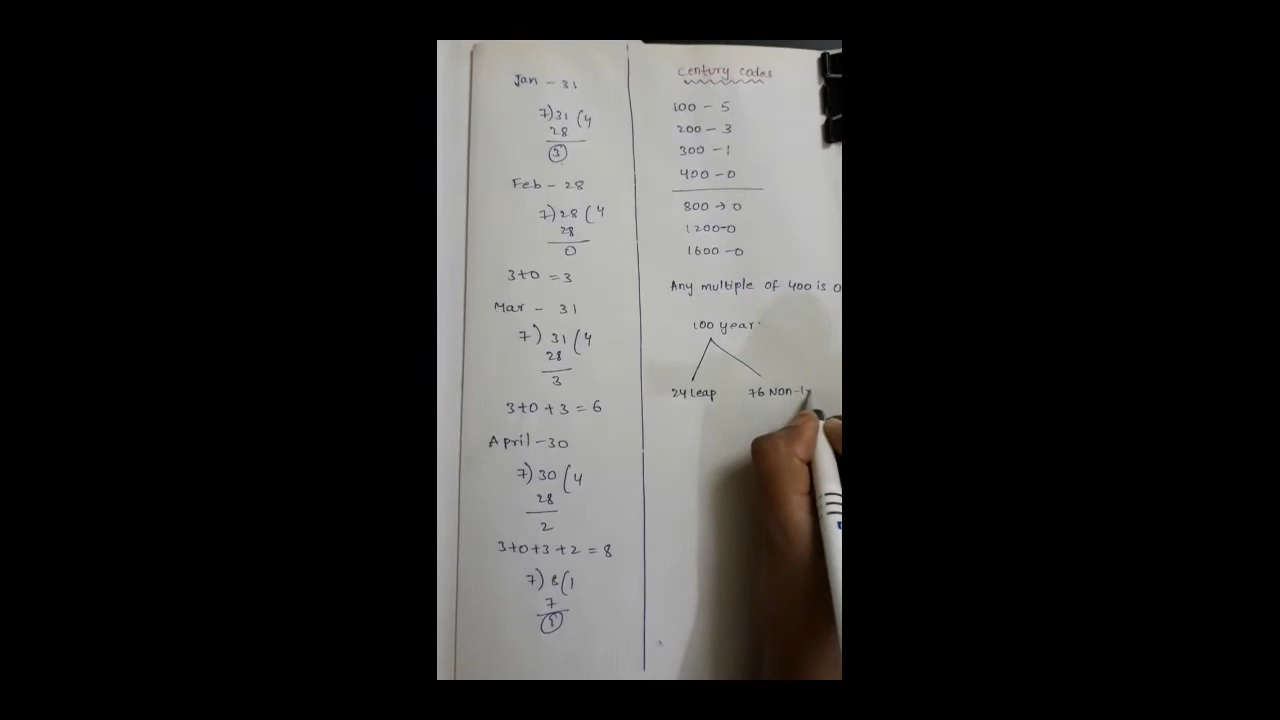 Jan - 31
7)31(4
28
3
Feb - 28
7)28(4
28
0
3+0 = 3
Mar - 31
7)31(4
28
3
3+0+3 = 6
April - 30
7)30(4
28
2
3+0+3+2 = 8
7)8(1
7
1
Century codes
100 - 5
200 - 3
300 - 1
400 - 0
800 → 0
1200-0
1600-0
Any multiple of 400 is 0
100 year
24 leap 76 Non-l